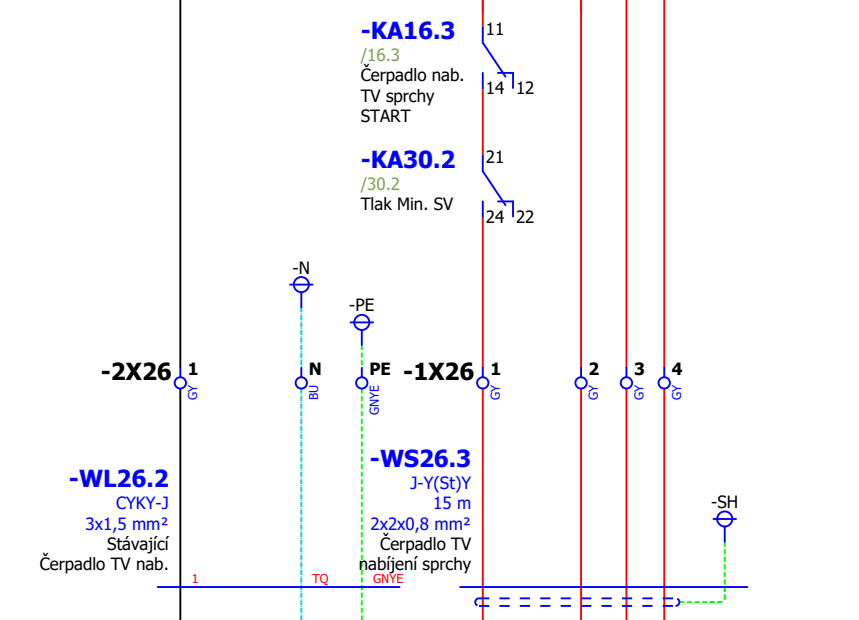 -KA16.3
/16.3
Čerpadlo nab.
TV sprchy
START
11
14 12
-KA30.2
/30.2
Tlak Min. SV
21
24 22
-N
-PE
-2X26 1 N PE
GY BU GNYE
-1X26 1 2 3 4
GY GY GY GY
-WL26.2
CYKY-J
3x1,5 mm²
Stávající
Čerpadlo TV nab.
1 TQ GNYE
-WS26.3
J-Y(St)Y
15 m
2x2x0,8 mm²
Čerpadlo TV
nabíjení sprchy
-SH